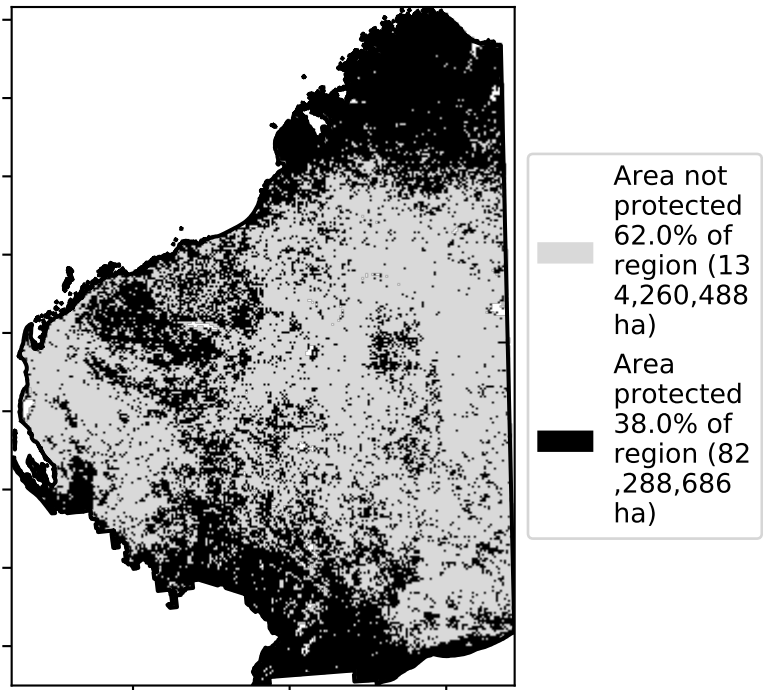 Area not
protected
62.0% of
region (13
4,260,488
ha)
Area
protected
38.0% of
region (82
,288,686
ha)